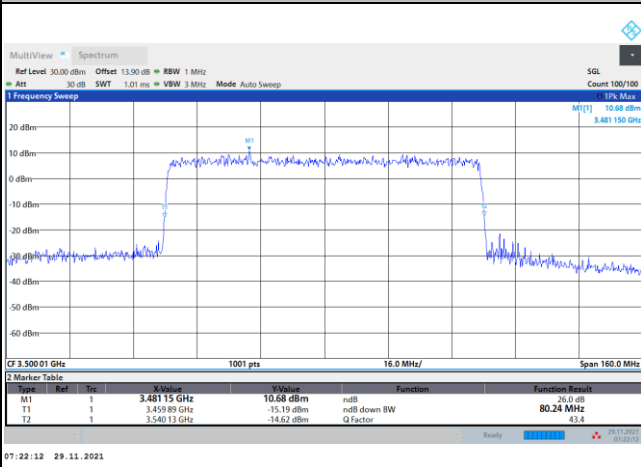 MultiView Spectrum
Ref Level 30.00 dBm Offset 13.90 dB RBW 1 MHz SGL
Att 30 dB SWT 1.01 ms VBW 3 MHz Mode Auto Sweep Count 100/100
1 Frequency Sweep 1Pk Max
M1[1] 10.68 dBm
3.481 150 GHz
20 dBm
M1
10 dBm
0 dBm
-10 dBm
T1 T2
-20 dBm
-30 dBm
-40 dBm
-50 dBm
-60 dBm
CF 3.500 01 GHz 1001 pts 16.0 MHz/ Span 160.0 MHz
2 Marker Table
Type Ref Trc X-Value Y-Value Function Function Result
M1 1 3.481 15 GHz 10.68 dBm ndB 26.0 dB
T1 1 3.459 89 GHz -15.19 dBm ndB down BW 80.24 MHz
T2 1 3.540 13 GHz -14.62 dBm Q Factor 43.4
Ready 29.11.2021
07:22:12
07:22:12 29.11.2021